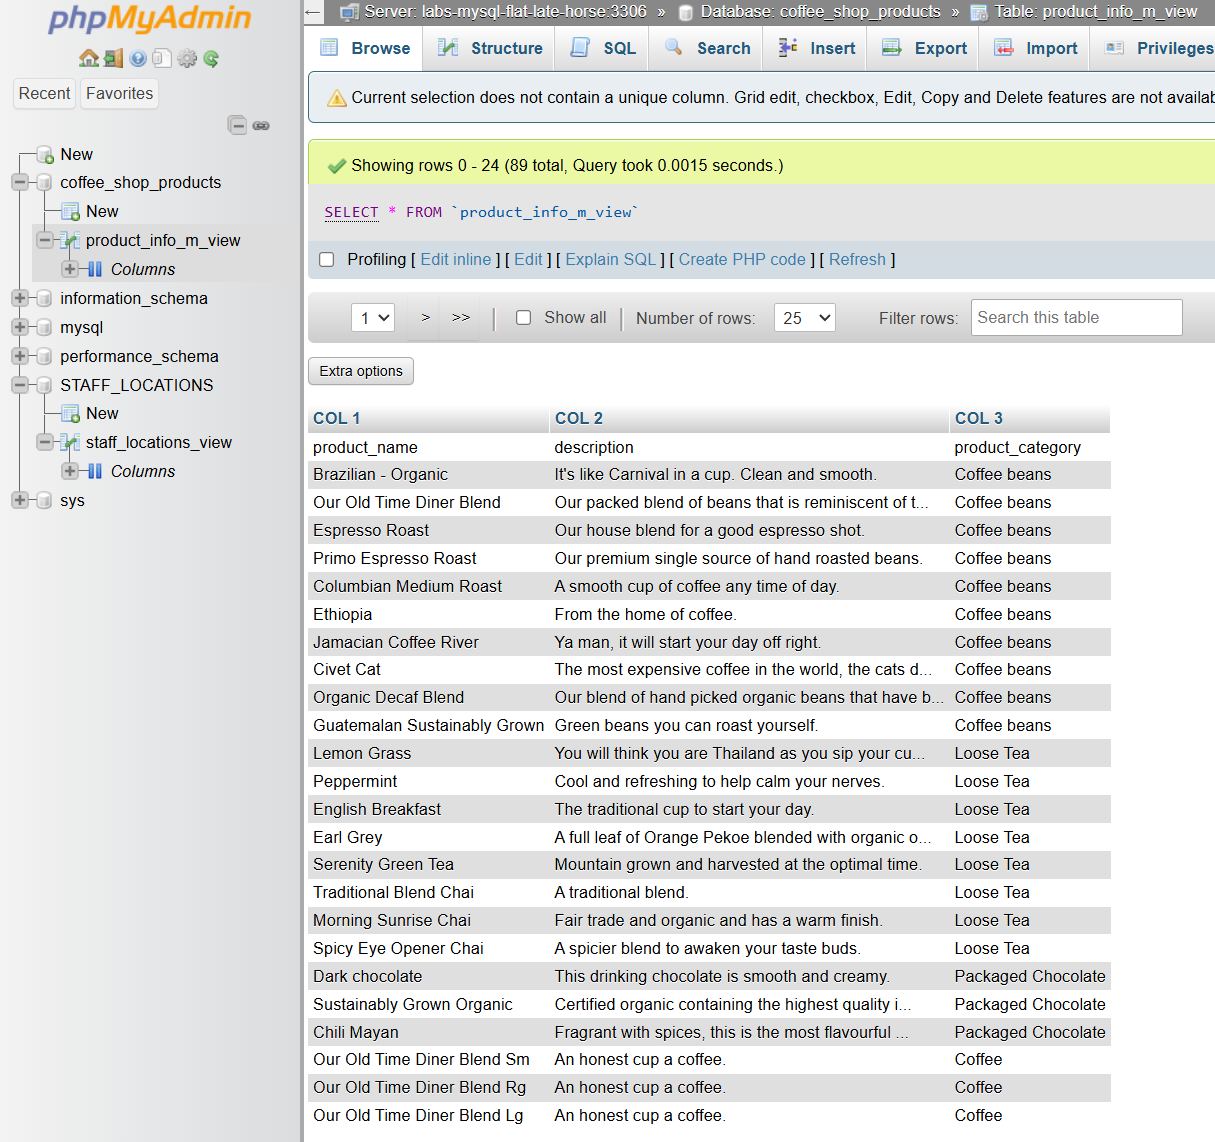 phpMyAdmin
Recent Favorites
New
coffee_shop_products
New
product_info_m_view
Columns
information_schema
mysql
performance_schema
STAFF_LOCATIONS
New
staff_locations_view
Columns
sys
← Server: labs-mysql-flat-late-horse:3306 » Database: coffee_shop_products » Table: product_info_m_view
Browse Structure SQL Search Insert Export Import Privileges
Current selection does not contain a unique column. Grid edit, checkbox, Edit, Copy and Delete features are not availab
Showing rows 0 - 24 (89 total, Query took 0.0015 seconds.)
SELECT * FROM `product_info_m_view`
Profiling [ Edit inline ] [ Edit ] [ Explain SQL ] [ Create PHP code ] [ Refresh ]
1 > >> | Show all | Number of rows: 25 Filter rows: Search this table
Extra options
COL 1 COL 2 COL 3
product_name description product_category
Brazilian - Organic It's like Carnival in a cup. Clean and smooth. Coffee beans
Our Old Time Diner Blend Our packed blend of beans that is reminiscent of t... Coffee beans
Espresso Roast Our house blend for a good espresso shot. Coffee beans
Primo Espresso Roast Our premium single source of hand roasted beans. Coffee beans
Columbian Medium Roast A smooth cup of coffee any time of day. Coffee beans
Ethiopia From the home of coffee. Coffee beans
Jamacian Coffee River Ya man, it will start your day off right. Coffee beans
Civet Cat The most expensive coffee in the world, the cats d... Coffee beans
Organic Decaf Blend Our blend of hand picked organic beans that have b... Coffee beans
Guatemalan Sustainably Grown Green beans you can roast yourself. Coffee beans
Lemon Grass You will think you are Thailand as you sip your cu... Loose Tea
Peppermint Cool and refreshing to help calm your nerves. Loose Tea
English Breakfast The traditional cup to start your day. Loose Tea
Earl Grey A full leaf of Orange Pekoe blended with organic o... Loose Tea
Serenity Green Tea Mountain grown and harvested at the optimal time. Loose Tea
Traditional Blend Chai A traditional blend. Loose Tea
Morning Sunrise Chai Fair trade and organic and has a warm finish. Loose Tea
Spicy Eye Opener Chai A spicier blend to awaken your taste buds. Loose Tea
Dark chocolate This drinking chocolate is smooth and creamy. Packaged Chocolate
Sustainably Grown Organic Certified organic containing the highest quality i... Packaged Chocolate
Chili Mayan Fragrant with spices, this is the most flavourful ... Packaged Chocolate
Our Old Time Diner Blend Sm An honest cup a coffee. Coffee
Our Old Time Diner Blend Rg An honest cup a coffee. Coffee
Our Old Time Diner Blend Lg An honest cup a coffee. Coffee